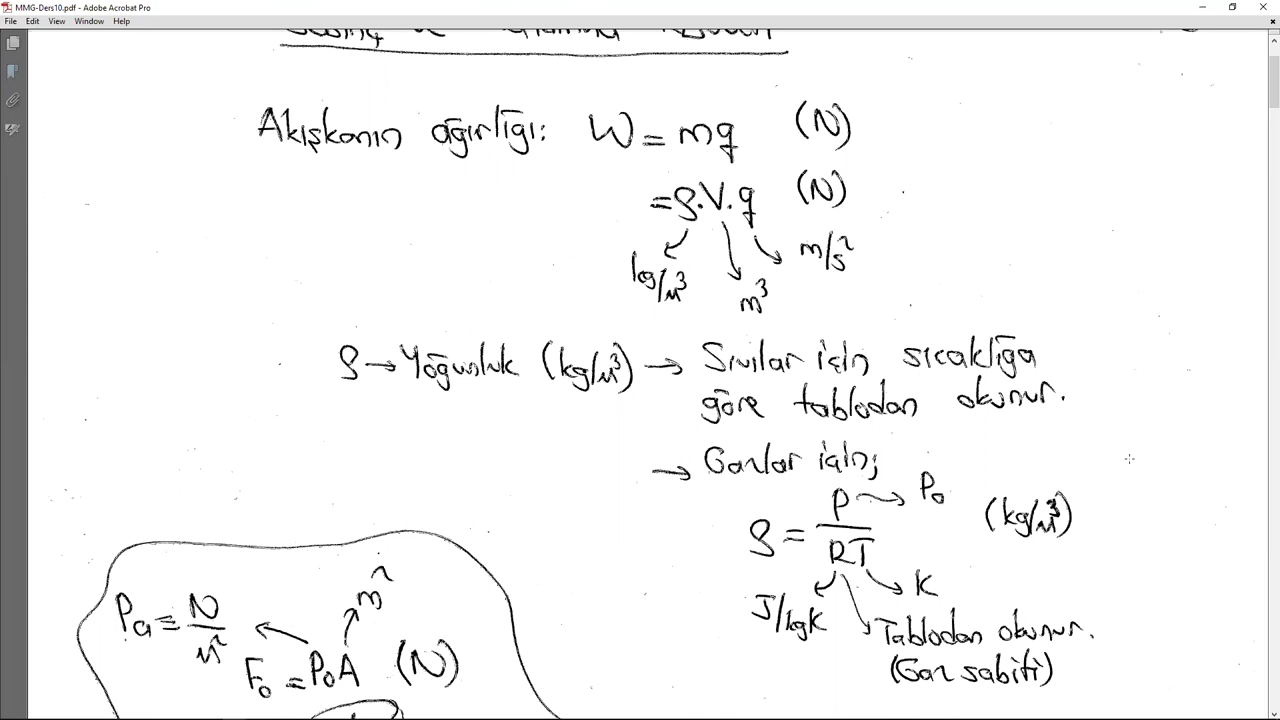 MMG-Ders10.pdf - Adobe Acrobat Pro
File Edit View Window Help
Akışkanın ağırlığı: W = mg (N)
= ρ.V.g (N)
kg/m³ m³ m/s²
ρ → Yoğunluk (kg/m³) → Sıvılar için sıcaklığa
göre tablodan okunur.
→ Gazlar için;
ρ = P/RT (kg/m³)
P → Pa
J/kgK
K
Tablodan okunur.
(Gaz sabiti)
Pa = N/m²
m²
F₀ = P₀A (N)